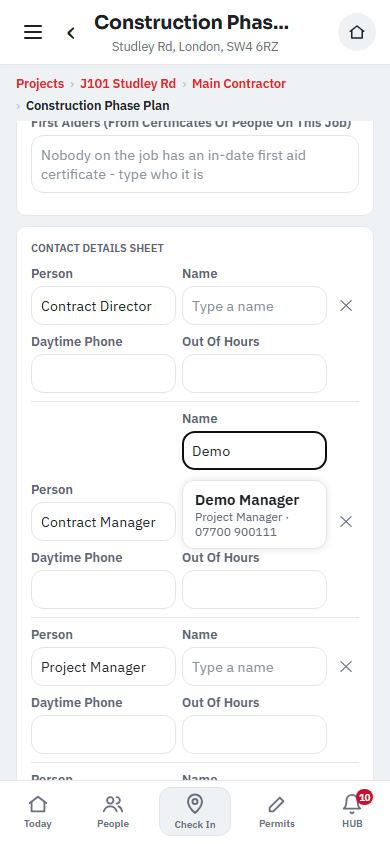 Construction Phas...
Studley Rd, London, SW4 6RZ
Projects › J101 Studley Rd › Main Contractor
› Construction Phase Plan
First Aiders (From Certificates Of People On This Job)
Nobody on the job has an in-date first aid
certificate - type who it is
CONTACT DETAILS SHEET
Person Name
Contract Director Type a name
Daytime Phone Out Of Hours
Name
Demo
Demo Manager
Project Manager ·
07700 900111
Person
Contract Manager
Daytime Phone Out Of Hours
Person Name
Project Manager Type a name
Daytime Phone Out Of Hours
Person Name
10
Today People Check In Permits HUB